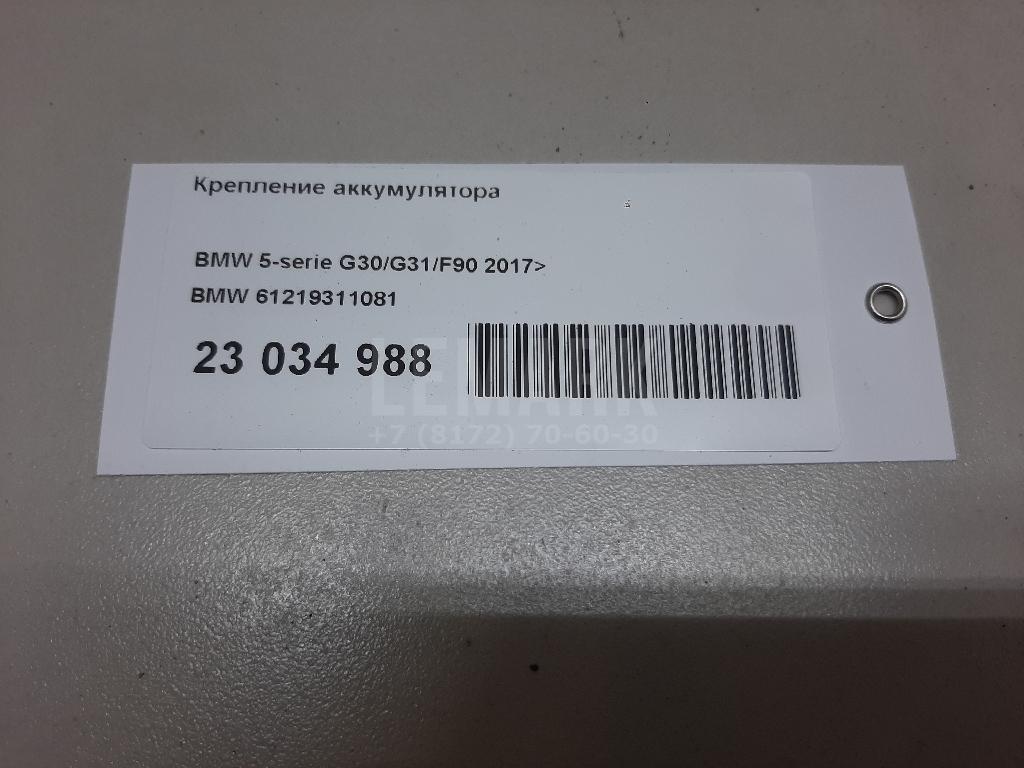 Крепление аккумулятора
BMW 5-serie G30/G31/F90 2017>
BMW 61219311081
23 034 988
LEMARK
+7 (8172) 70-60-30